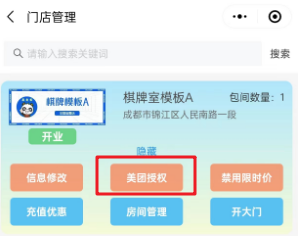 门店管理
请输入搜索关键词 搜索
棋牌模板A 棋牌室模板A 包间数量：1
成都市锦江区人民南路一段
开业
隐藏
信息修改 美团授权 禁用限时价
充值优惠 房间管理 开大门